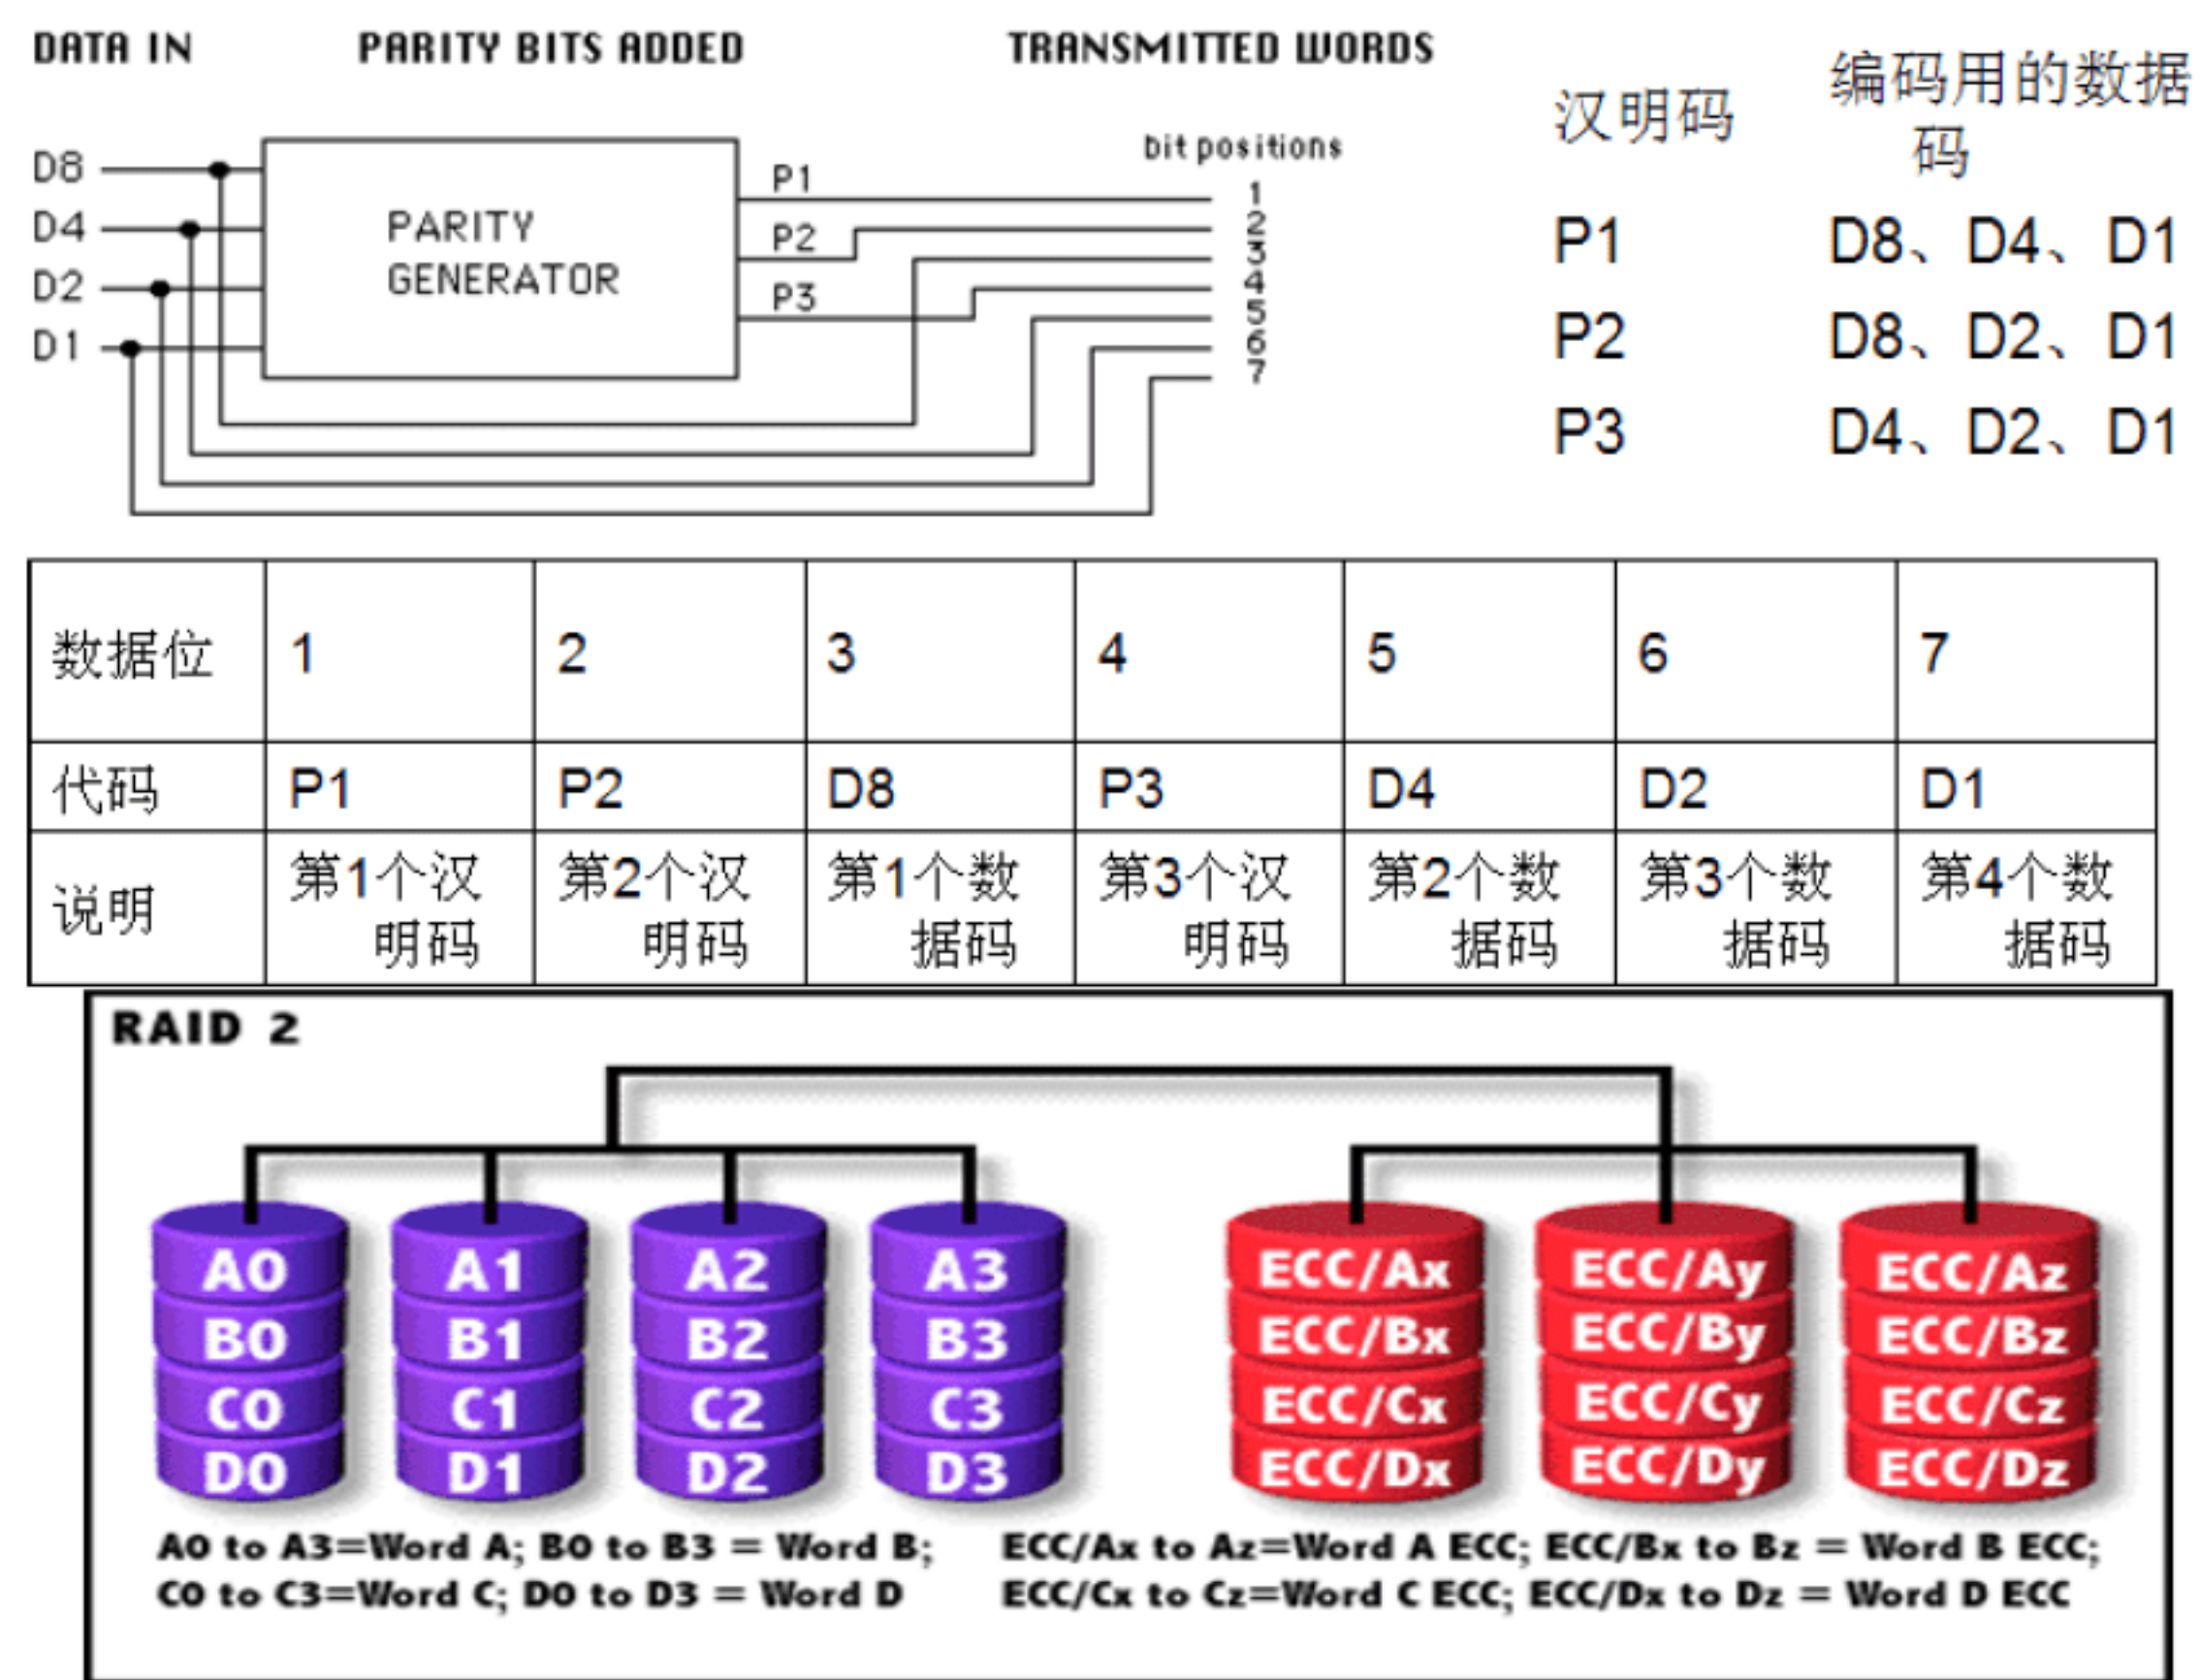 DATA IN PARITY BITS ADDED TRANSMITTED WORDS
D8
D4
D2
D1
PARITY
GENERATOR
P1
P2
P3
bit positions
1
2
3
4
5
6
7
汉明码 编码用的数据
码
P1 D8、D4、D1
P2 D8、D2、D1
P3 D4、D2、D1
数据位 1 2 3 4 5 6 7
代码 P1 P2 D8 P3 D4 D2 D1
说明 第1个汉 第2个汉 第1个数 第3个汉 第2个数 第3个数 第4个数
明码 明码 据码 明码 据码 据码 据码
RAID 2
A0 A1 A2 A3 ECC/Ax ECC/Ay ECC/Az
B0 B1 B2 B3 ECC/Bx ECC/By ECC/Bz
C0 C1 C2 C3 ECC/Cx ECC/Cy ECC/Cz
D0 D1 D2 D3 ECC/Dx ECC/Dy ECC/Dz
A0 to A3=Word A; B0 to B3 = Word B;
C0 to C3=Word C; D0 to D3 = Word D
ECC/Ax to Az=Word A ECC; ECC/Bx to Bz = Word B ECC;
ECC/Cx to Cz=Word C ECC; ECC/Dx to Dz = Word D ECC